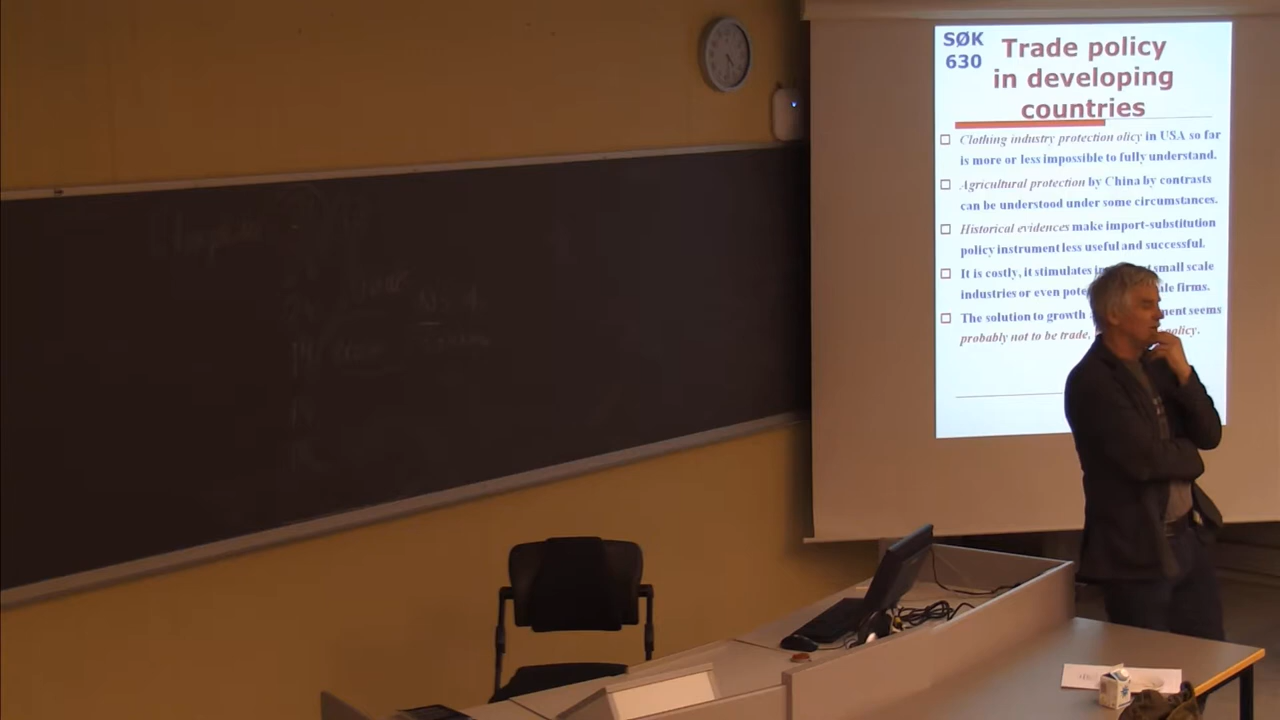 SØK
630
Trade policy
in developing
countries
Clothing industry protection olicy in USA so far
is more or less impossible to fully understand.
Agricultural protection by China by contrasts
can be understood under some circumstances.
Historical evidences make import-substitution
policy instrument less useful and successful.
It is costly, it stimulates small scale
industries or even firms.
The solution to growth seems
probably not to be trade, policy.